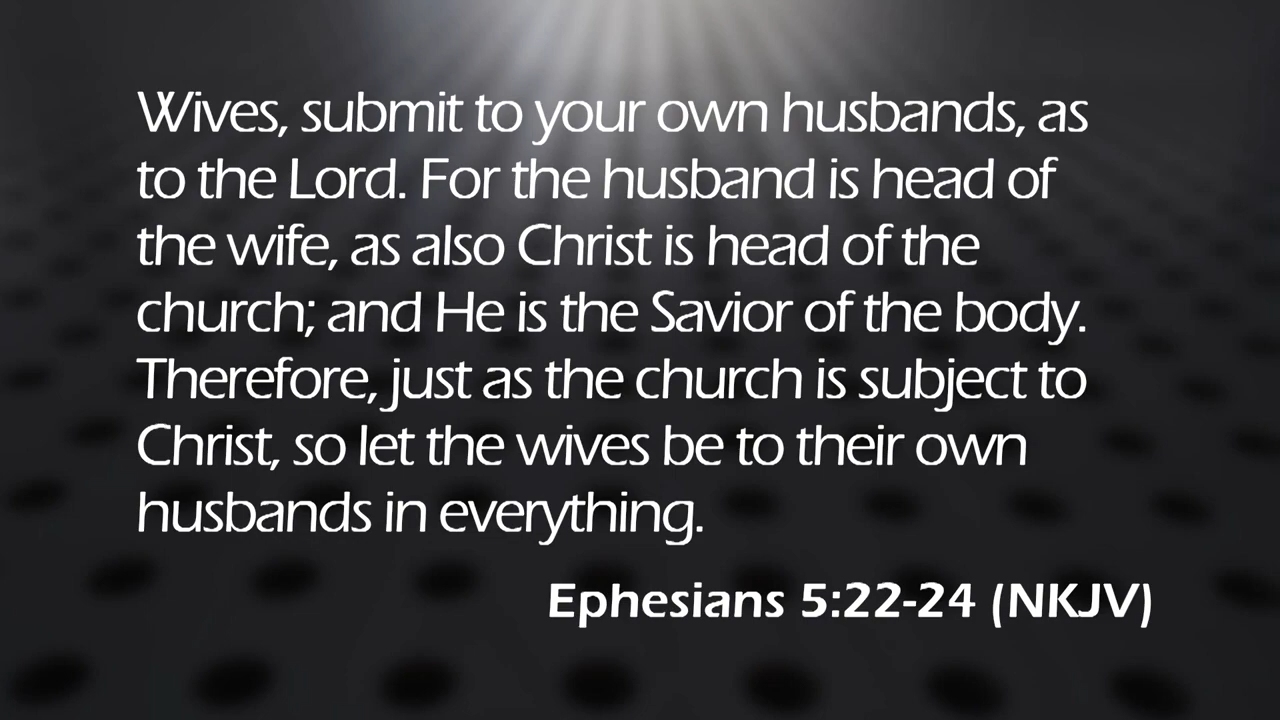 Wives, submit to your own husbands, as
to the Lord. For the husband is head of
the wife, as also Christ is head of the
church; and He is the Savior of the body.
Therefore, just as the church is subject to
Christ, so let the wives be to their own
husbands in everything.
Ephesians 5:22-24 (NKJV)